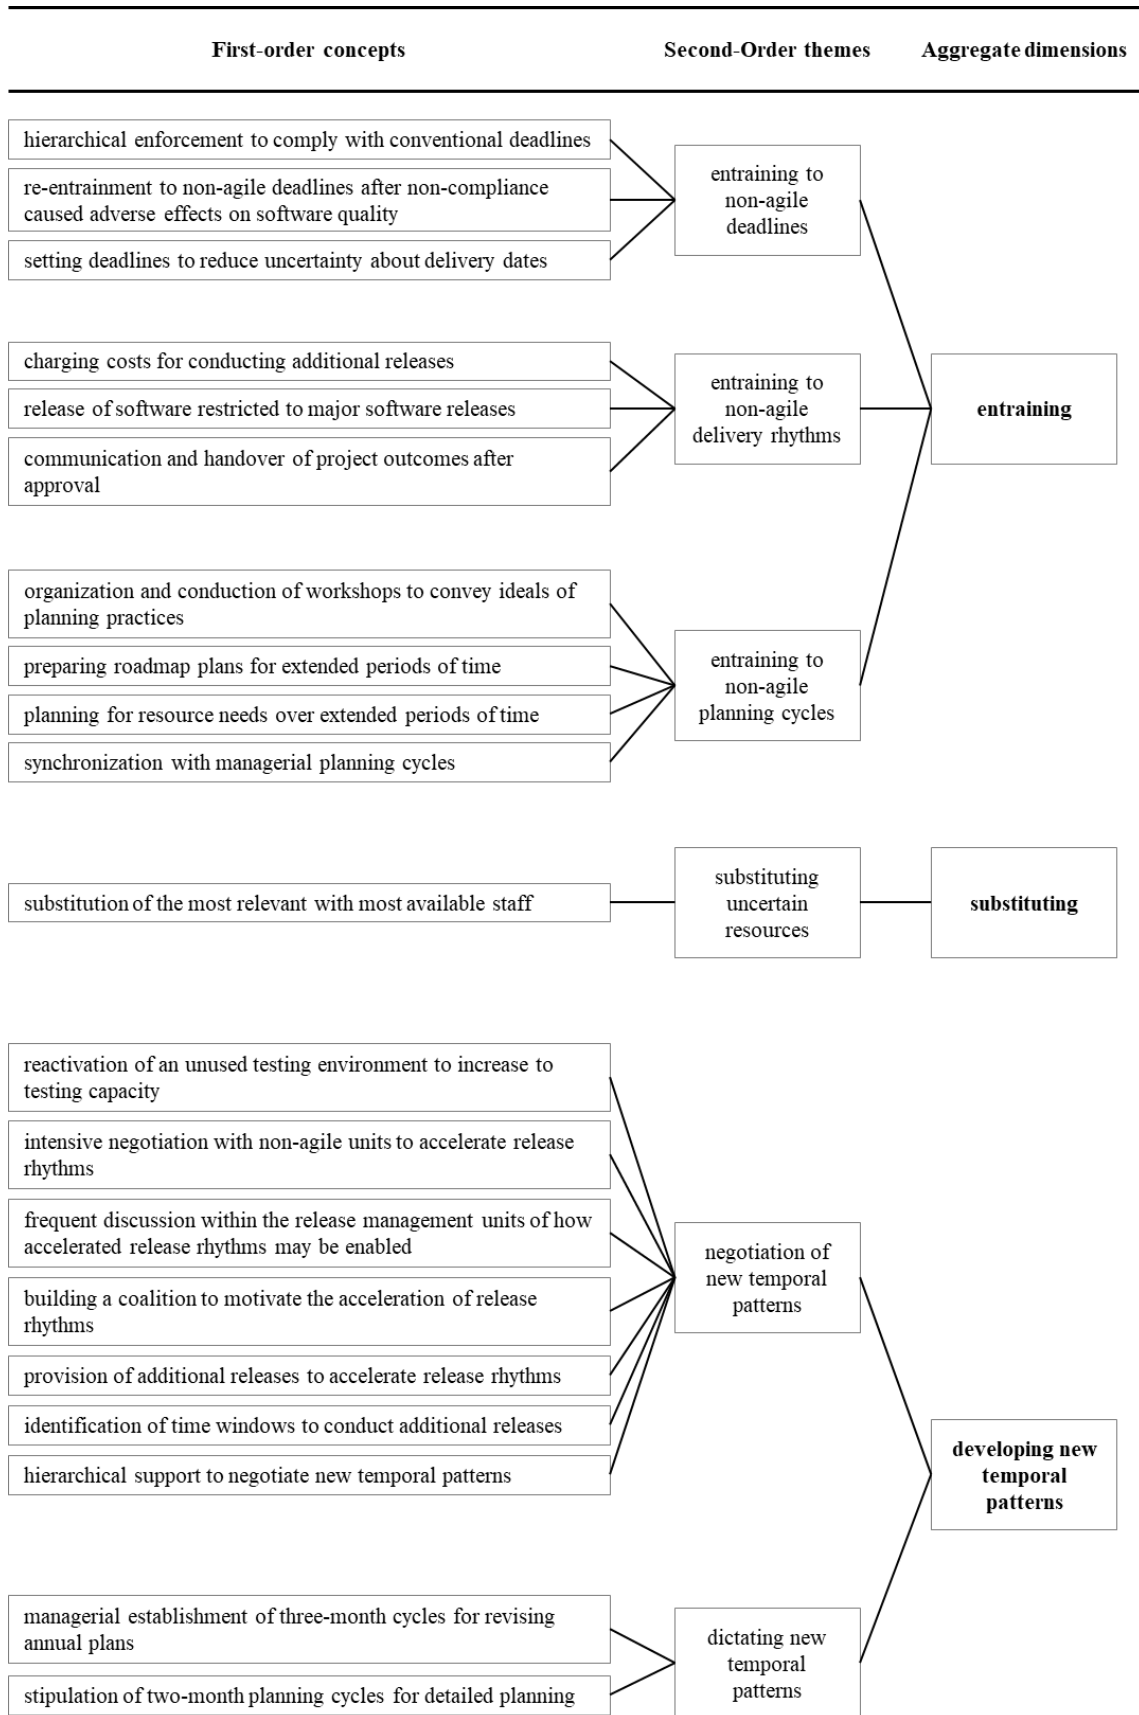 First-order concepts
Second-Order themes
Aggregate dimensions
hierarchical enforcement to comply with conventional deadlines
re-entrainment to non-agile deadlines after non-compliance
caused adverse effects on software quality
setting deadlines to reduce uncertainty about delivery dates
entraining to
non-agile
deadlines
charging costs for conducting additional releases
release of software restricted to major software releases
communication and handover of project outcomes after
approval
entraining to
non-agile
delivery rhythms
entraining
organization and conduction of workshops to convey ideals of
planning practices
preparing roadmap plans for extended periods of time
planning for resource needs over extended periods of time
synchronization with managerial planning cycles
entraining to
non-agile
planning cycles
substitution of the most relevant with most available staff
substituting
uncertain
resources
substituting
reactivation of an unused testing environment to increase to
testing capacity
intensive negotiation with non-agile units to accelerate release
rhythms
frequent discussion within the release management units of how
accelerated release rhythms may be enabled
building a coalition to motivate the acceleration of release
rhythms
provision of additional releases to accelerate release rhythms
identification of time windows to conduct additional releases
hierarchical support to negotiate new temporal patterns
negotiation of
new temporal
patterns
developing new
temporal
patterns
managerial establishment of three-month cycles for revising
annual plans
stipulation of two-month planning cycles for detailed planning
dictating new
temporal
patterns